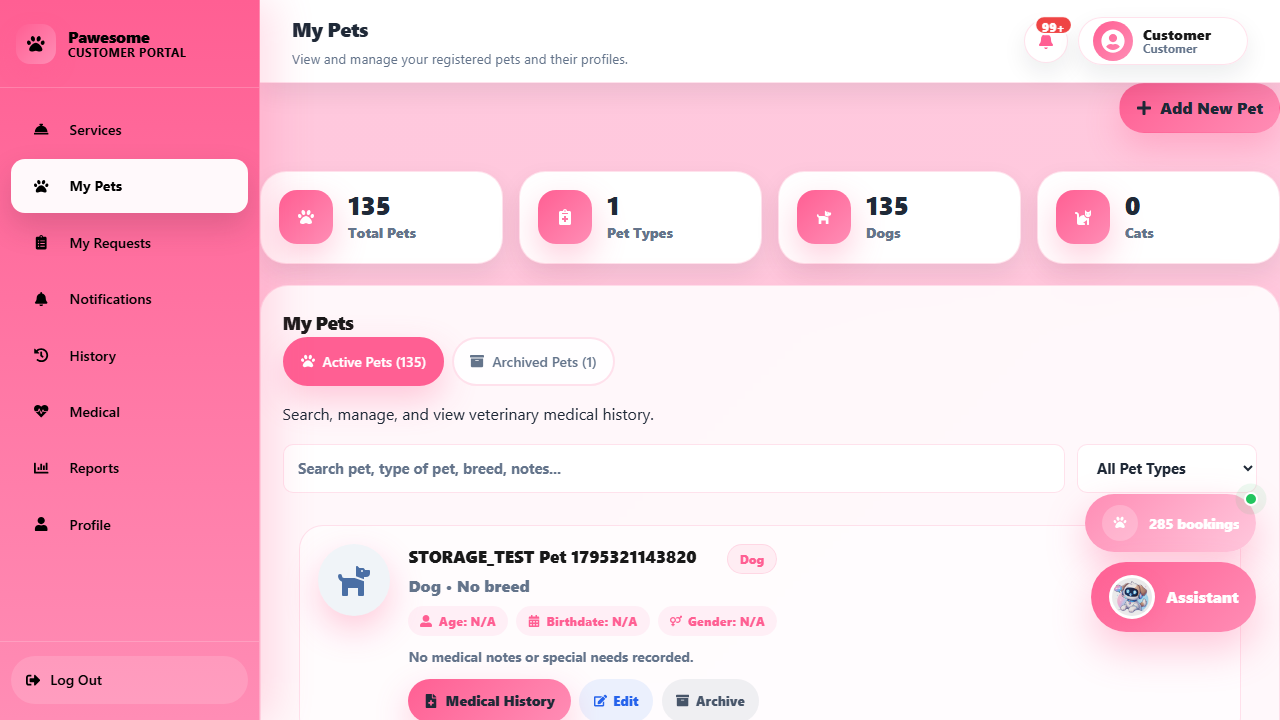 Pawesome
CUSTOMER PORTAL
Services
My Pets
My Requests
Notifications
History
Medical
Reports
Profile
Log Out
My Pets
View and manage your registered pets and their profiles.
99+
Customer
Customer
Add New Pet
135
Total Pets
1
Pet Types
135
Dogs
0
Cats
My Pets
Active Pets (135)
Archived Pets (1)
Search, manage, and view veterinary medical history.
Search pet, type of pet, breed, notes...
All Pet Types
285 bookings
STORAGE_TEST Pet 1795321143820
Dog
Dog • No breed
Age: N/A
Birthdate: N/A
Gender: N/A
No medical notes or special needs recorded.
Medical History
Edit
Archive
Assistant